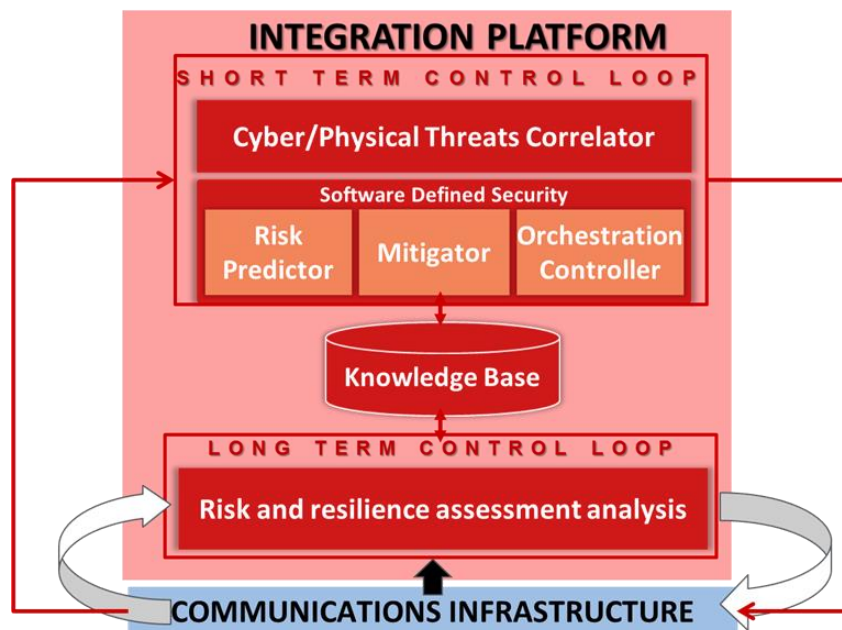 INTEGRATION PLATFORM
SHORT TERM CONTROL LOOP
Cyber/Physical Threats Correlator
Software Defined Security
Risk
Predictor
Mitigator
Orchestration
Controller
Knowledge Base
LONG TERM CONTROL LOOP
Risk and resilience assessment analysis
COMMUNICATIONS INFRASTRUCTURE